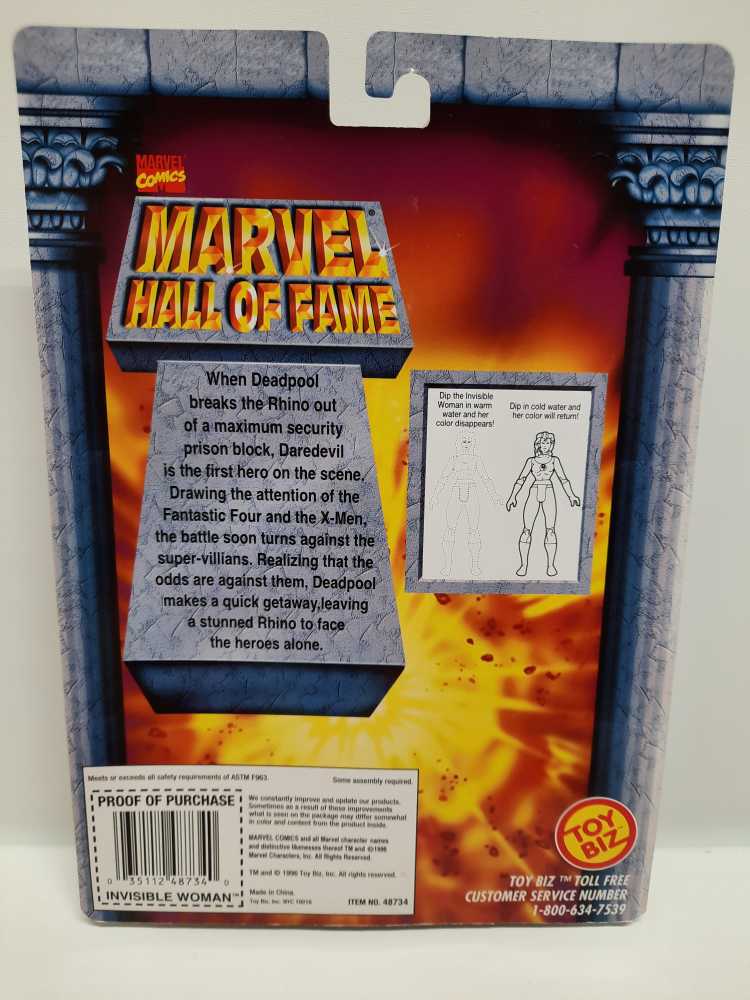 MARVEL
COMICS
MARVEL®
HALL OF FAME
When Deadpool
breaks the Rhino out
of a maximum security
prison block, Daredevil
is the first hero on the scene.
Drawing the attention of the
Fantastic Four and the X-Men,
the battle soon turns against the
super-villians. Realizing that the
odds are against them, Deadpool
makes a quick getaway,leaving
a stunned Rhino to face
the heroes alone.
Dip the Invisible
Woman in warm
water and her
color disappears!
Dip in cold water and
her color will return!
Meets or exceeds all safety requirements of ASTM F963.
Some assembly required.
PROOF OF PURCHASE
0 35112 48734 0
INVISIBLE WOMAN™
We constantly improve and update our products.
Sometimes as a result of these improvements
what is seen on the package may differ somewhat
in color and content from the product inside.
MARVEL COMICS and all Marvel character names
and distinctive likenesses thereof TM and ©1996
Marvel Characters, Inc. All Rights Reserved.
TM and © 1996 Toy Biz, Inc. All rights reserved.
Made in China.
Toy Biz, Inc. NYC 10016
ITEM NO. 48734
TOY
BIZ
TOY BIZ ™ TOLL FREE
CUSTOMER SERVICE NUMBER
1-800-634-7539